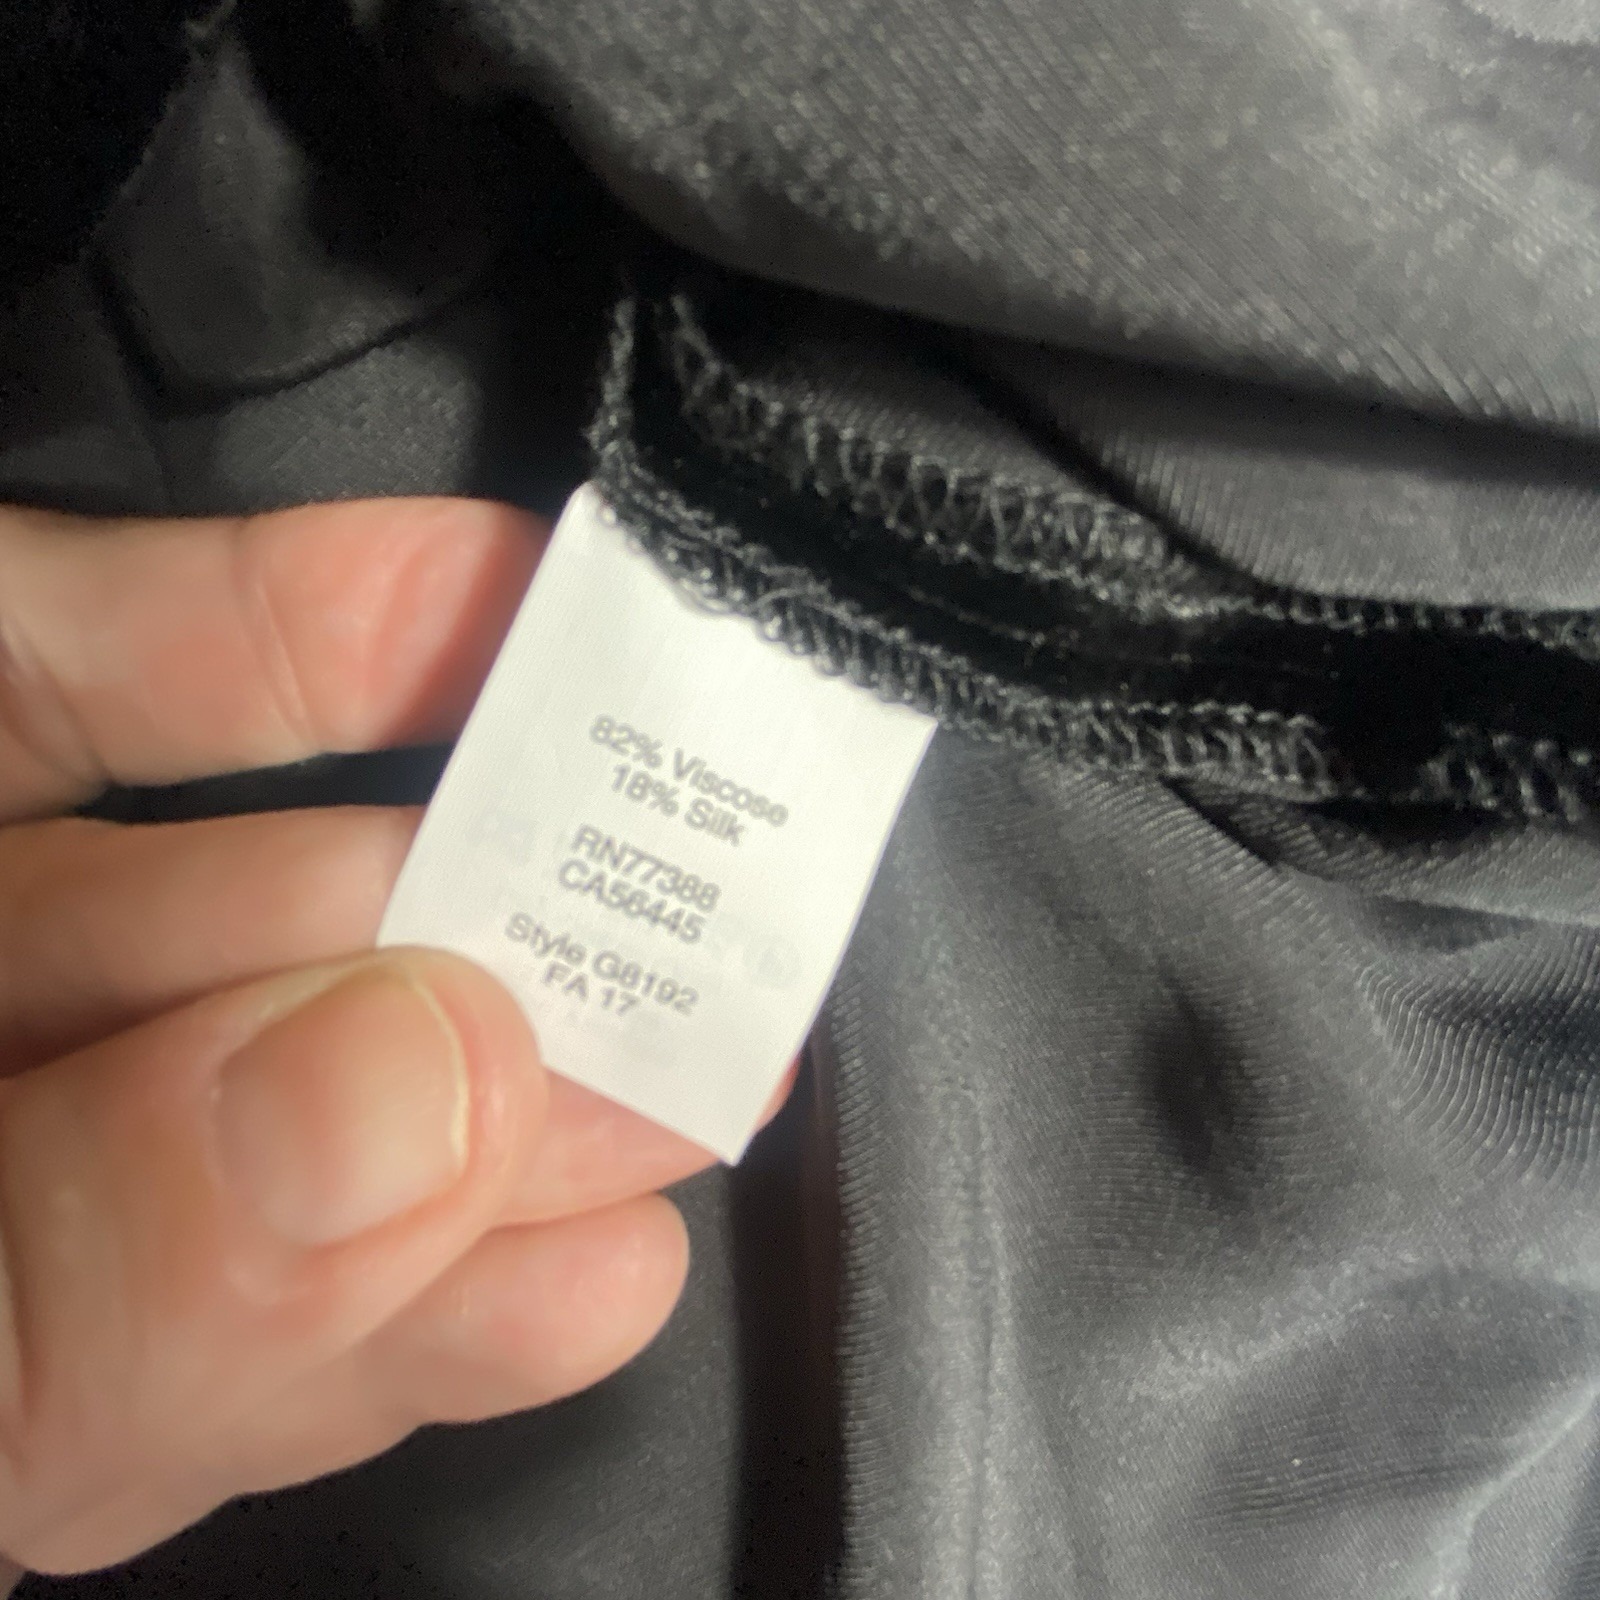 82% Viscose
18% Silk
RN77388
CA56445
Style G8192
FA 17